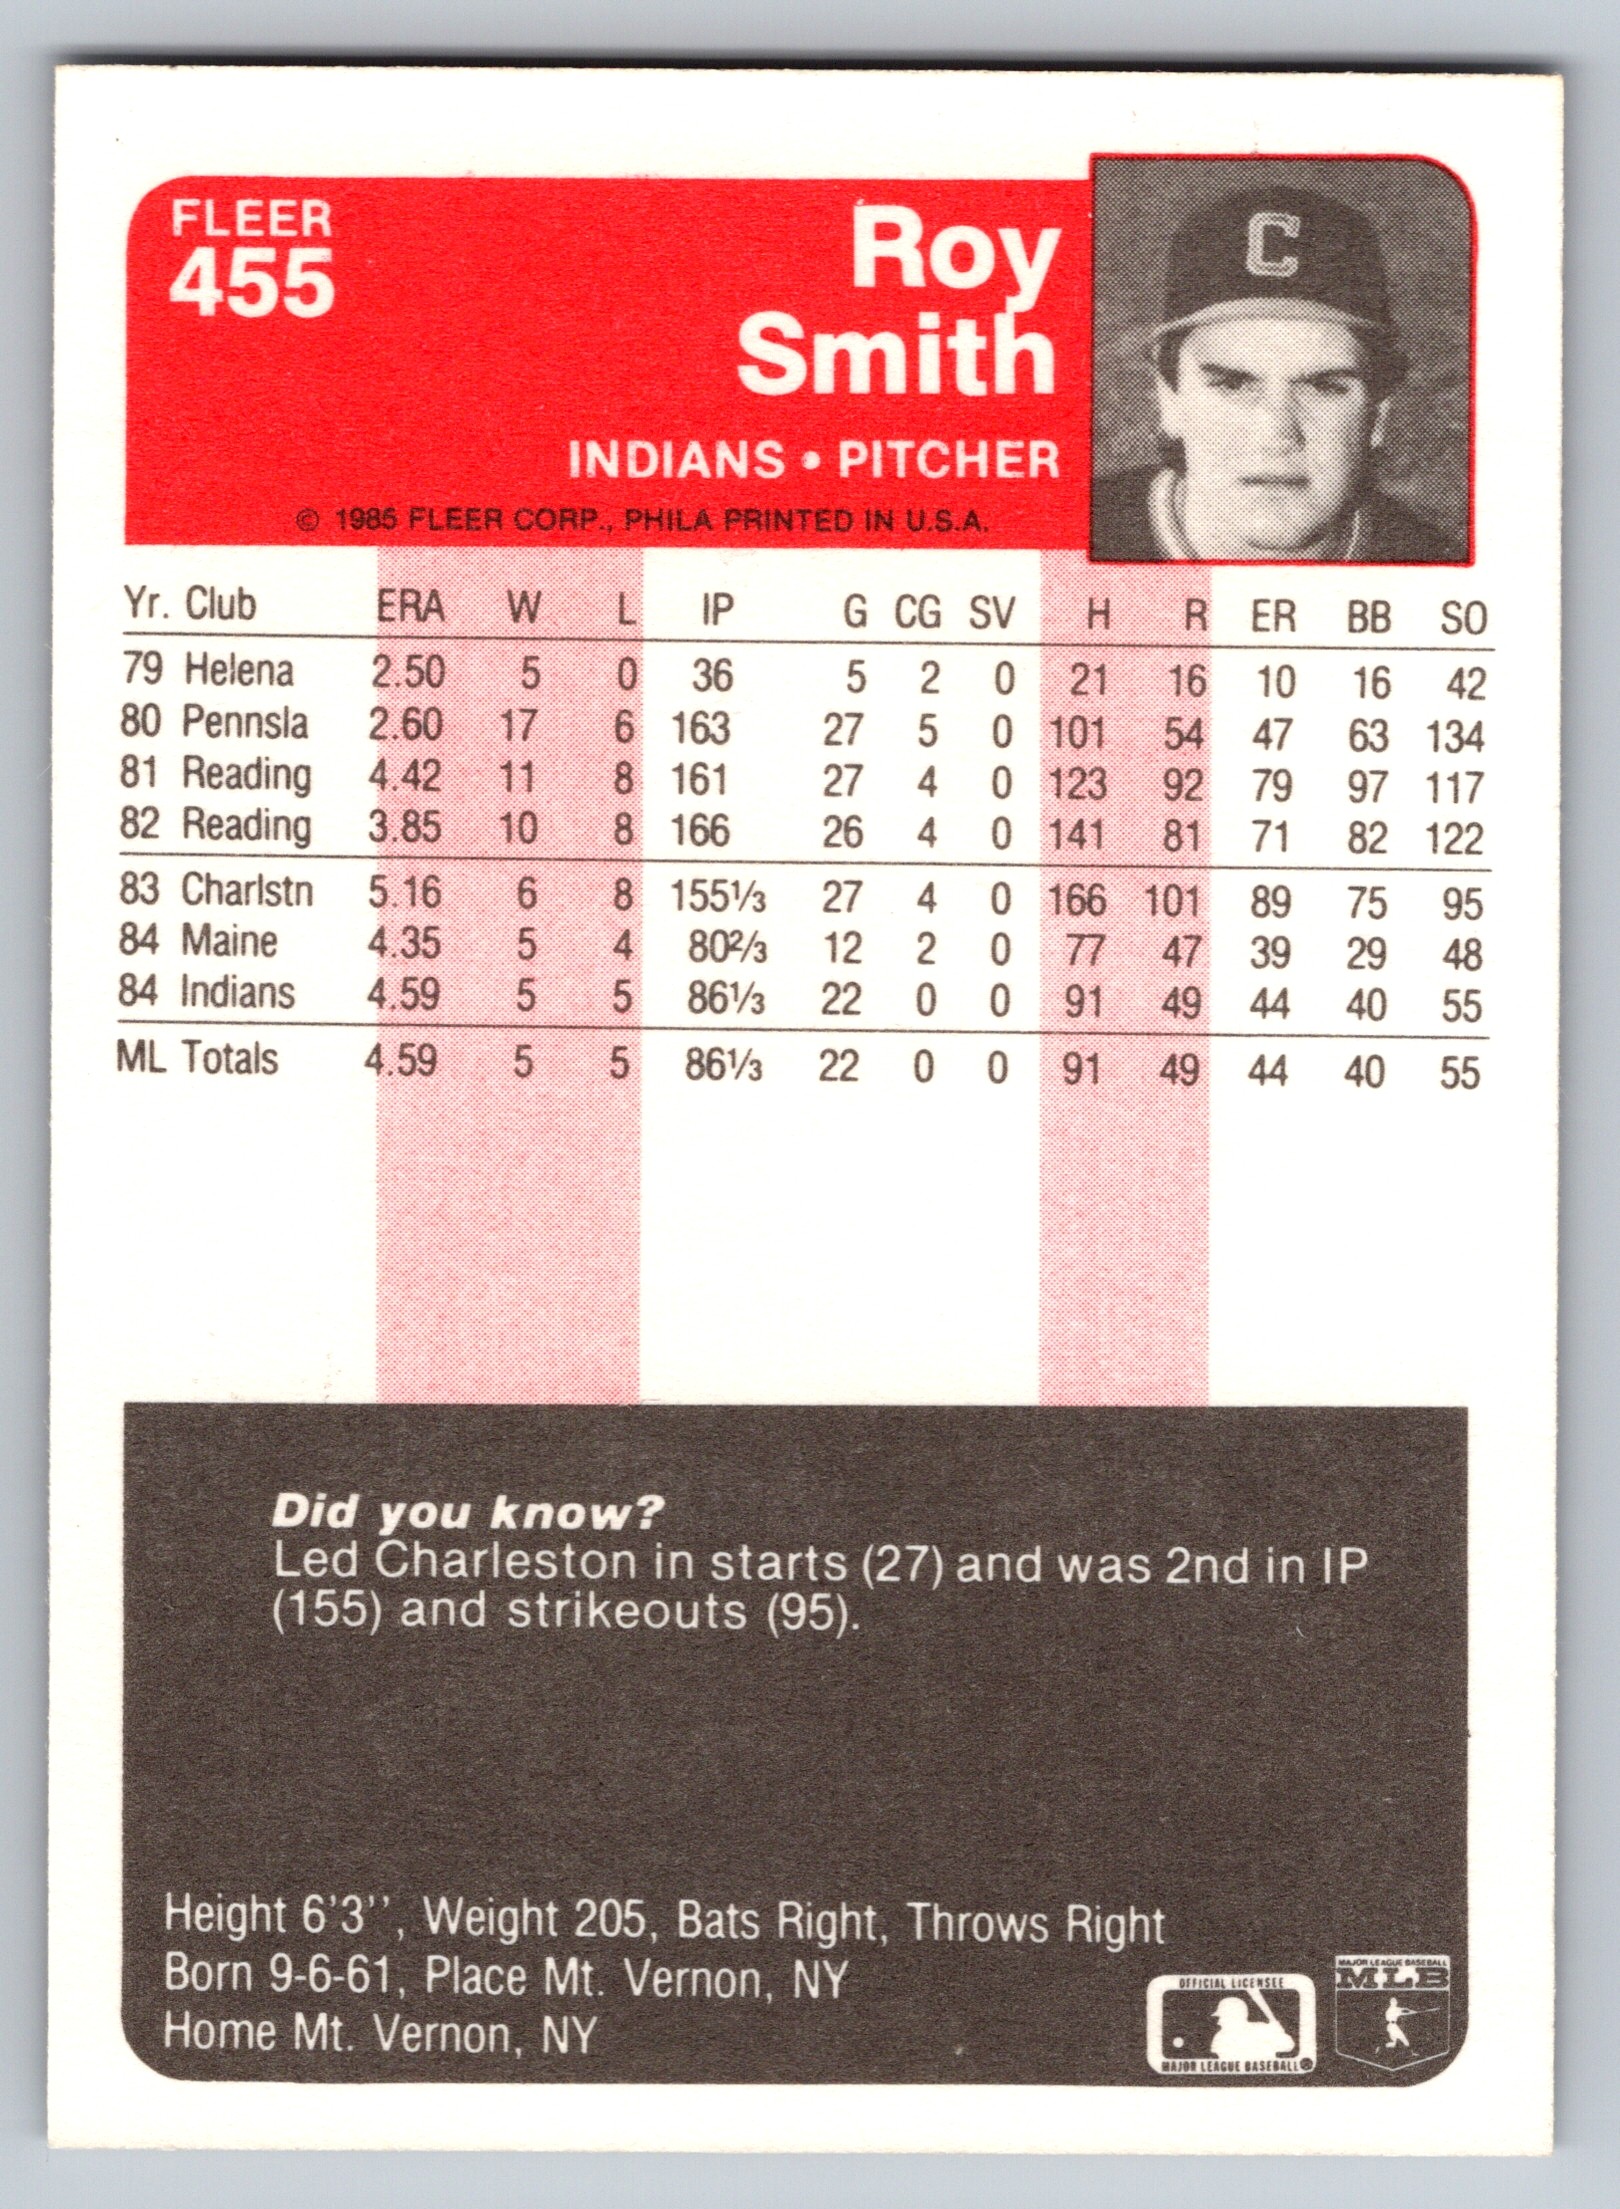 FLEER
455
Roy
Smith
INDIANS • PITCHER
© 1985 FLEER CORP., PHILA PRINTED IN U.S.A.
C
Yr. Club ERA W L IP G CG SV H R ER BB SO
79 Helena 2.50 5 0 36 5 2 0 21 16 10 16 42
80 Pennsla 2.60 17 6 163 27 5 0 101 54 47 63 134
81 Reading 4.42 11 8 161 27 4 0 123 92 79 97 117
82 Reading 3.85 10 8 166 26 4 0 141 81 71 82 122
83 Charlstn 5.16 6 8 155⅓ 27 4 0 166 101 89 75 95
84 Maine 4.35 5 4 80⅔ 12 2 0 77 47 39 29 48
84 Indians 4.59 5 5 86⅓ 22 0 0 91 49 44 40 55
ML Totals 4.59 5 5 86⅓ 22 0 0 91 49 44 40 55
Did you know?
Led Charleston in starts (27) and was 2nd in IP
(155) and strikeouts (95).
Height 6'3'', Weight 205, Bats Right, Throws Right
Born 9-6-61, Place Mt. Vernon, NY
Home Mt. Vernon, NY
OFFICIAL LICENSEE
MAJOR LEAGUE BASEBALL®
MAJOR LEAGUE BASEBALL
MLB